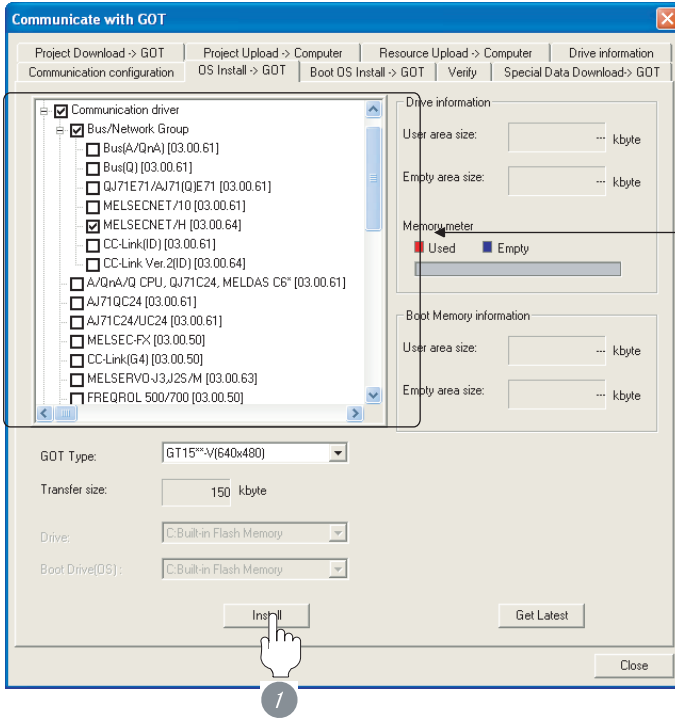 Communicate with GOT
Project Download -> GOT
Project Upload -> Computer
Resource Upload -> Computer
Drive information
Communication configuration
OS Install -> GOT
Boot OS Install -> GOT
Verify
Special Data Download-> GOT
Communication driver
Bus/Network Group
Bus(A/QnA) [03.00.61]
Bus(Q) [03.00.61]
QJ71E71/AJ71(Q)E71 [03.00.61]
MELSECNET/10 [03.00.61]
MELSECNET/H [03.00.64]
CC-Link(ID) [03.00.61]
CC-Link Ver.2(ID) [03.00.64]
A/QnA/Q CPU, QJ71C24, MELDAS C6* [03.00.61]
AJ71QC24 [03.00.61]
AJ71C24/UC24 [03.00.61]
MELSEC-FX [03.00.50]
CC-Link(G4) [03.00.50]
MELSERVO-J3,J2S/M [03.00.63]
FREQROL 500/700 [03.00.50]
Drive information
User area size: --- kbyte
Empty area size: --- kbyte
Memory meter
Used Empty
Boot Memory information
User area size: --- kbyte
Empty area size: --- kbyte
GOT Type: GT15**-V(640x480)
Transfer size: 150 kbyte
Drive: C:Built-in Flash Memory
Boot Drive(OS) : C:Built-in Flash Memory
Install
Get Latest
Close
1